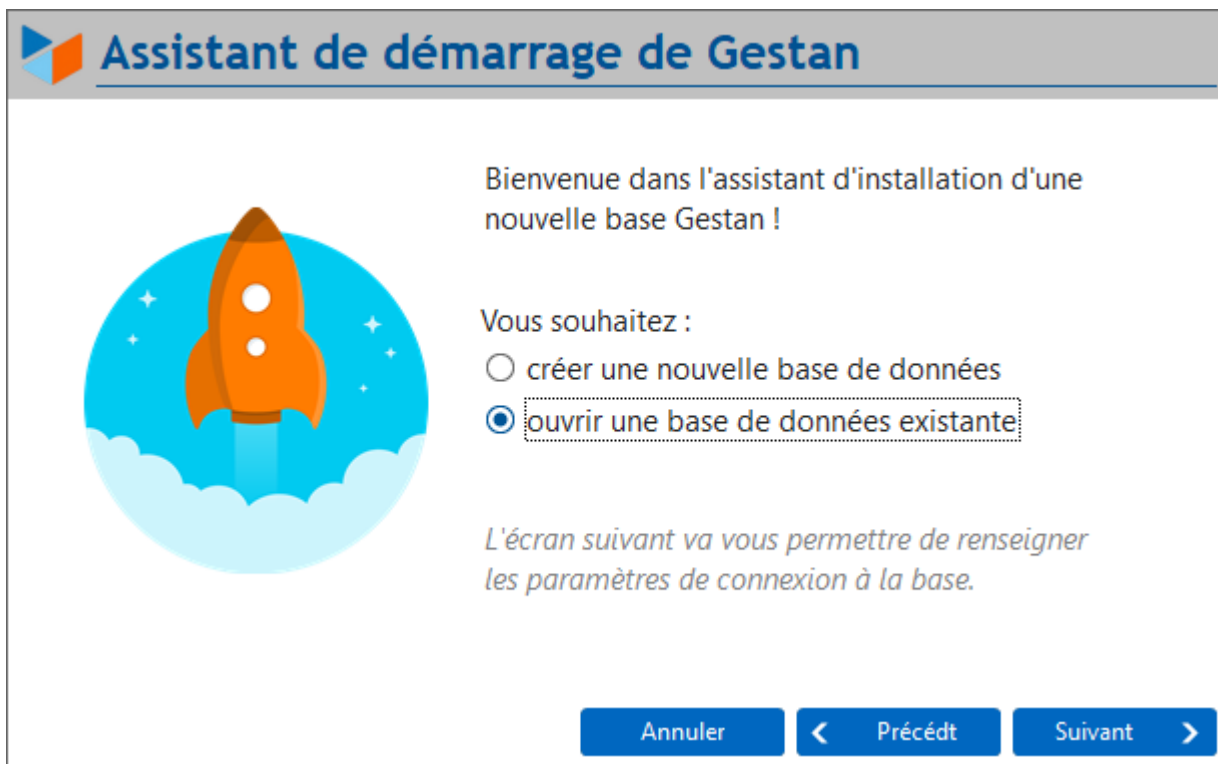 Assistant de démarrage de Gestan
Bienvenue dans l'assistant d'installation d'une
nouvelle base Gestan !
Vous souhaitez :
créer une nouvelle base de données
ouvrir une base de données existante
L'écran suivant va vous permettre de renseigner
les paramètres de connexion à la base.
Annuler
Précédt
Suivant